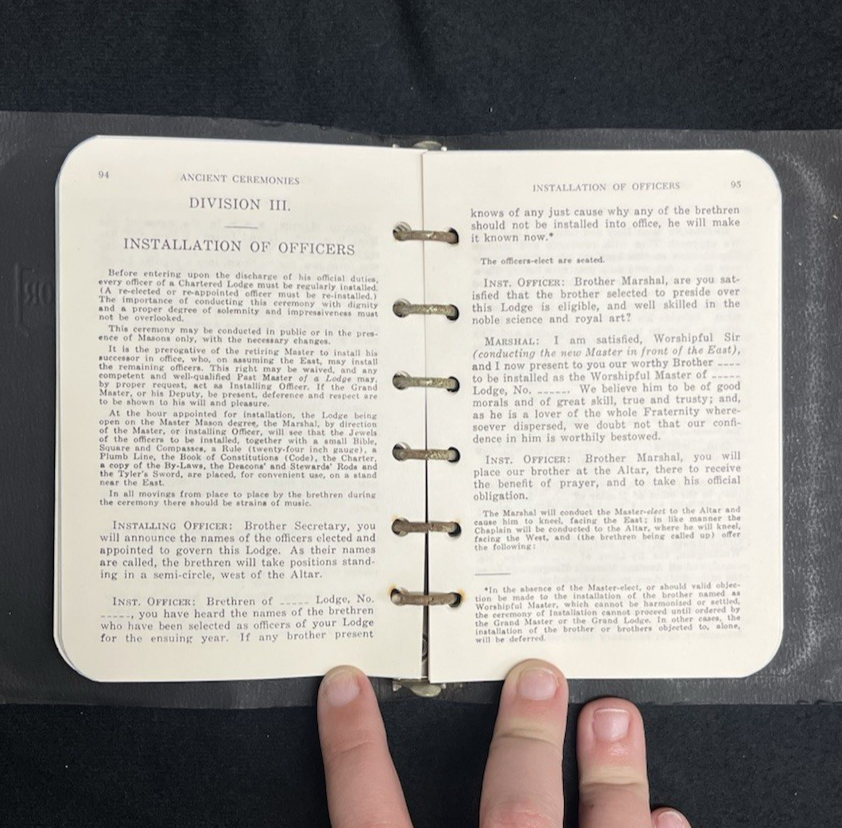 94
ANCIENT CEREMONIES
DIVISION III.
INSTALLATION OF OFFICERS
Before entering upon the discharge of his official duties,
every officer of a Chartered Lodge must be regularly installed.
(A re-elected or re-appointed officer must be re-installed.)
The importance of conducting this ceremony with dignity
and a proper degree of solemnity and impressiveness must
not be overlooked.
This ceremony may be conducted in public or in the pres-
ence of Masons only, with the necessary changes.
It is the prerogative of the retiring Master to install his
successor in office, who, on assuming the East, may install
the remaining officers. This right may be waived, and any
competent and well-qualified Past Master of a Lodge may,
by proper request, act as Installing Officer. If the Grand
Master, or his Deputy, be present, deference and respect are
to be shown to his will and pleasure.
At the hour appointed for installation, the Lodge being
open on the Master Mason degree, the Marshal, by direction
of the Master, or installing Officer, will see that the Jewels
of the officers to be installed, together with a small Bible,
Square and Compasses, a Rule (twenty-four inch gauge), a
Plumb Line, the Book of Constitutions (Code), the Charter,
a copy of the By-Laws, the Deacons' and Stewards' Rods and
the Tyler's Sword, are placed, for convenient use, on a stand
near the East.
In all movings from place to place by the brethren during
the ceremony there should be strains of music.
INSTALLING OFFICER: Brother Secretary, you
will announce the names of the officers elected and
appointed to govern this Lodge. As their names
are called, the brethren will take positions stand-
ing in a semi-circle, west of the Altar.
INST. OFFICER: Brethren of _____ Lodge, No.
_____, you have heard the names of the brethren
who have been selected as officers of your Lodge
for the ensuing year. If any brother present
INSTALLATION OF OFFICERS
95
knows of any just cause why any of the brethren
should not be installed into office, he will make
it known now.*
The officers-elect are seated.
INST. OFFICER: Brother Marshal, are you sat-
isfied that the brother selected to preside over
this Lodge is eligible, and well skilled in the
noble science and royal art?
MARSHAL: I am satisfied, Worshipful Sir
(conducting the new Master in front of the East),
and I now present to you our worthy Brother ____
to be installed as the Worshipful Master of _____
Lodge, No. ______. We believe him to be of good
morals and of great skill, true and trusty; and,
as he is a lover of the whole Fraternity where-
soever dispersed, we doubt not that our confi-
dence in him is worthily bestowed.
INST. OFFICER: Brother Marshal, you will
place our brother at the Altar, there to receive
the benefit of prayer, and to take his official
obligation.
The Marshal will conduct the Master-elect to the Altar and
cause him to kneel, facing the East; in like manner the
Chaplain will be conducted to the Altar, where he will kneel,
facing the West, and (the brethren being called up) offer
the following:
*In the absence of the Master-elect, or should valid objec-
tion be made to the installation of the brother named as
Worshipful Master, which cannot be harmonized or settled,
the ceremony of Installation cannot proceed until ordered by
the Grand Master or the Grand Lodge. In other cases, the
installation of the brother or brothers objected to, alone,
will be deferred.